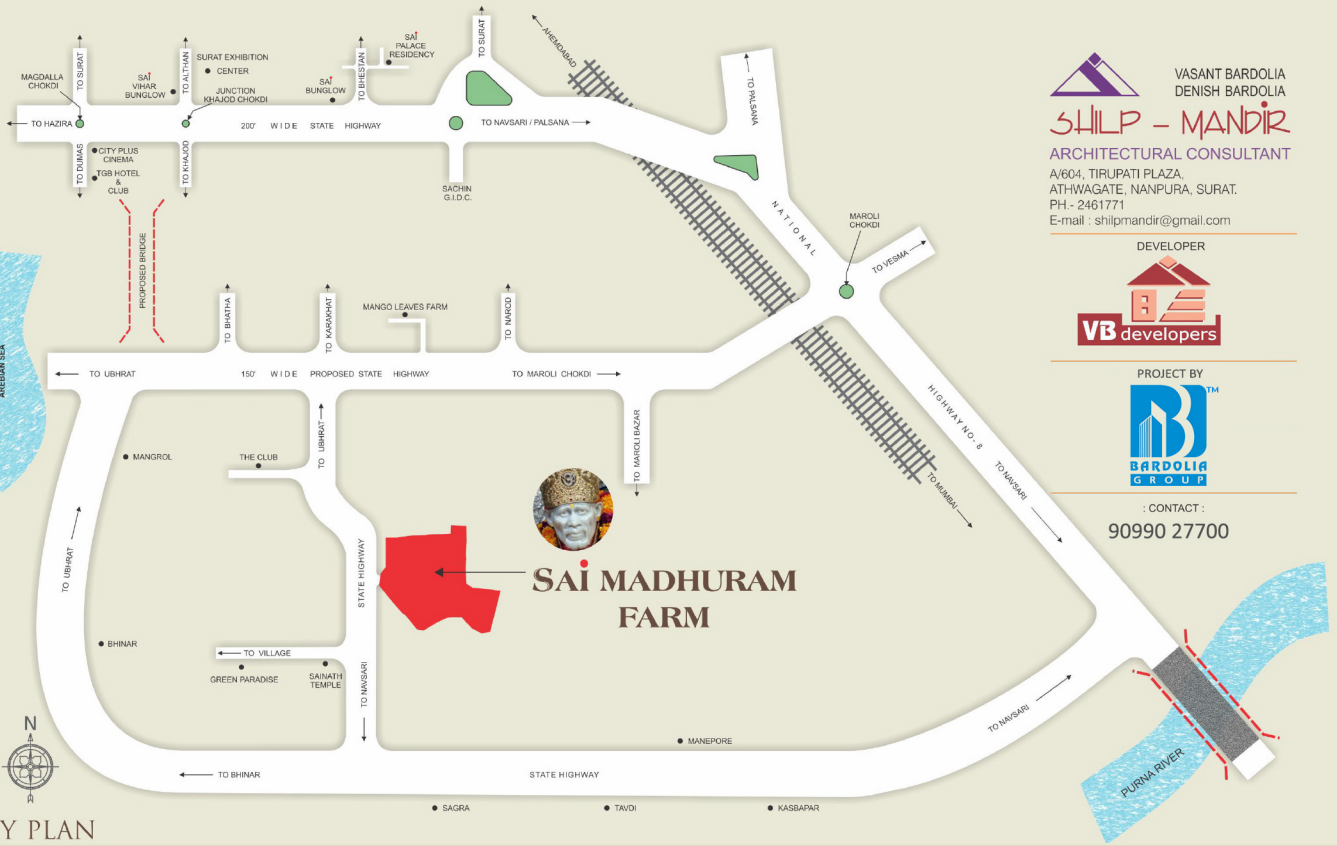 TO SURAT
AHEMDABAD
SAI
PALACE
RESIDENCY
TO SURAT
TO ALTHAN
SURAT EXHIBITION
CENTER
MAGDALLA
CHOKDI
SAI
VIHAR
BUNGLOW
JUNCTION
KHAJOD CHOKDI
SAI
BUNGLOW
TO BHESTAN
TO PALSANA
TO HAZIRA
200' WIDE STATE HIGHWAY
TO NAVSARI / PALSANA
TO DUMAS
CITY PLUS
CINEMA
TGB HOTEL
&
CLUB
TO KHAJOD
SACHIN
G.I.D.C.
NATIONAL
MAROLI
CHOKDI
TO VESMA
PROPOSED BRIDGE
TO BHATHA
TO KARAKHAT
MANGO LEAVES FARM
TO NAROD
AREBIAN SEA
TO UBHRAT
150' WIDE PROPOSED STATE HIGHWAY
TO MAROLI CHOKDI
HIGHWAY NO - 8
TO MAROLI BAZAR
TO UBHRAT
MANGROL
THE CLUB
TO NAVSARI
TO MUMBAI
TO UBHRAT
STATE HIGHWAY
SAI MADHURAM
FARM
BHINAR
TO VILLAGE
GREEN PARADISE
SAINATH
TEMPLE
TO NAVSARI
TO NAVSARI
MANEPORE
N
TO BHINAR
STATE HIGHWAY
PURNA RIVER
SAGRA
TAVDI
KASBAPAR
Y PLAN
VASANT BARDOLIA
DENISH BARDOLIA
SHILP - MANDIR
ARCHITECTURAL CONSULTANT
A/604, TIRUPATI PLAZA,
ATHWAGATE, NANPURA, SURAT.
PH.- 2461771
E-mail : shilpmandir@gmail.com
DEVELOPER
VB developers
PROJECT BY
B TM
BARDOLIA
GROUP
: CONTACT :
90990 27700